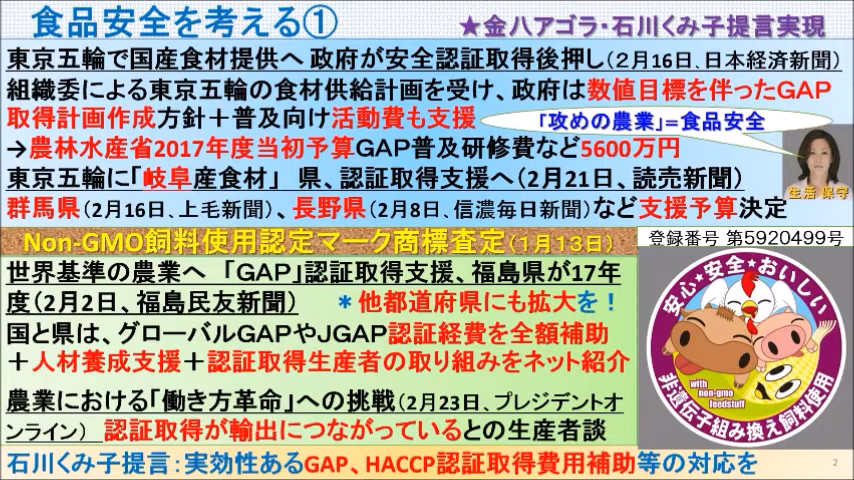 食品安全を考える①
★金八アゴラ・石川くみ子提言実現
東京五輪で国産食材提供へ 政府が安全認証取得後押し（２月16日、日本経済新聞）
組織委による東京五輪の食材供給計画を受け、政府は数値目標を伴ったGAP
取得計画作成方針＋普及向け活動費も支援
「攻めの農業」=食品安全
→農林水産省2017年度当初予算GAP普及研修費など5600万円
生活 保守
東京五輪に「岐阜産食材」 県、認証取得支援へ（2月21日、読売新聞）
群馬県（2月16日、上毛新聞）、長野県（2月8日、信濃毎日新聞）など支援予算決定
Non-GMO飼料使用認定マーク商標査定（１月１３日）
登録番号 第5920499号
世界基準の農業へ 「GAP」認証取得支援、福島県が17年
度（2月2日、福島民友新聞） ＊他都道府県にも拡大を！
国と県は、グローバルGAPやJGAP認証経費を全額補助
＋人材養成支援＋認証取得生産者の取り組みをネット紹介
安心★安全★おいしい
with
non-gmo
feedstuff
非遺伝子組み換え飼料使用
農業における「働き方革命」への挑戦（2月23日、プレジデントオ
ンライン） 認証取得が輸出につながっているとの生産者談
石川くみ子提言：実効性あるGAP、HACCP認証取得費用補助等の対応を
2